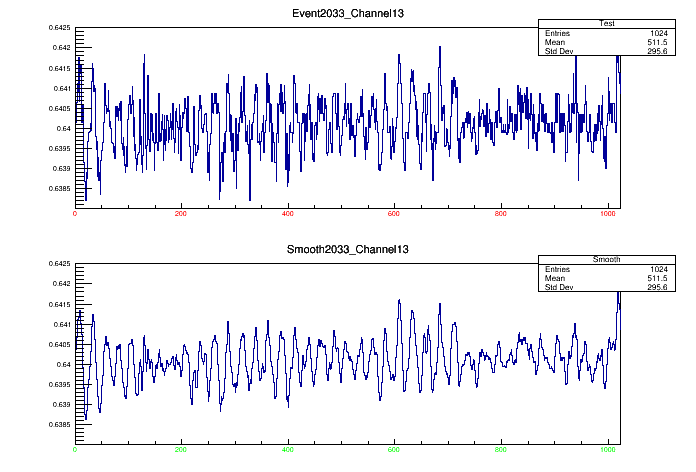 Event2033_Channel13
Test
Entries 1024
Mean 511.5
Std Dev 295.6
0.6425
0.642
0.6415
0.641
0.6405
0.64
0.6395
0.639
0.6385
0 200 400 600 800 1000
Smooth2033_Channel13
Smooth
Entries 1024
Mean 511.5
Std Dev 295.6
0.6425
0.642
0.6415
0.641
0.6405
0.64
0.6395
0.639
0.6385
0 200 400 600 800 1000